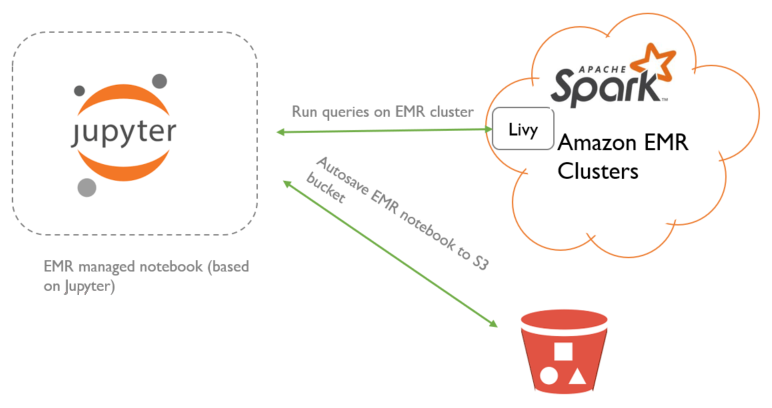 APACHE
Spark™
jupyter
Run queries on EMR cluster
Livy
Amazon EMR
Clusters
Autosave EMR notebook to S3
bucket
EMR managed notebook (based
on Jupyter)